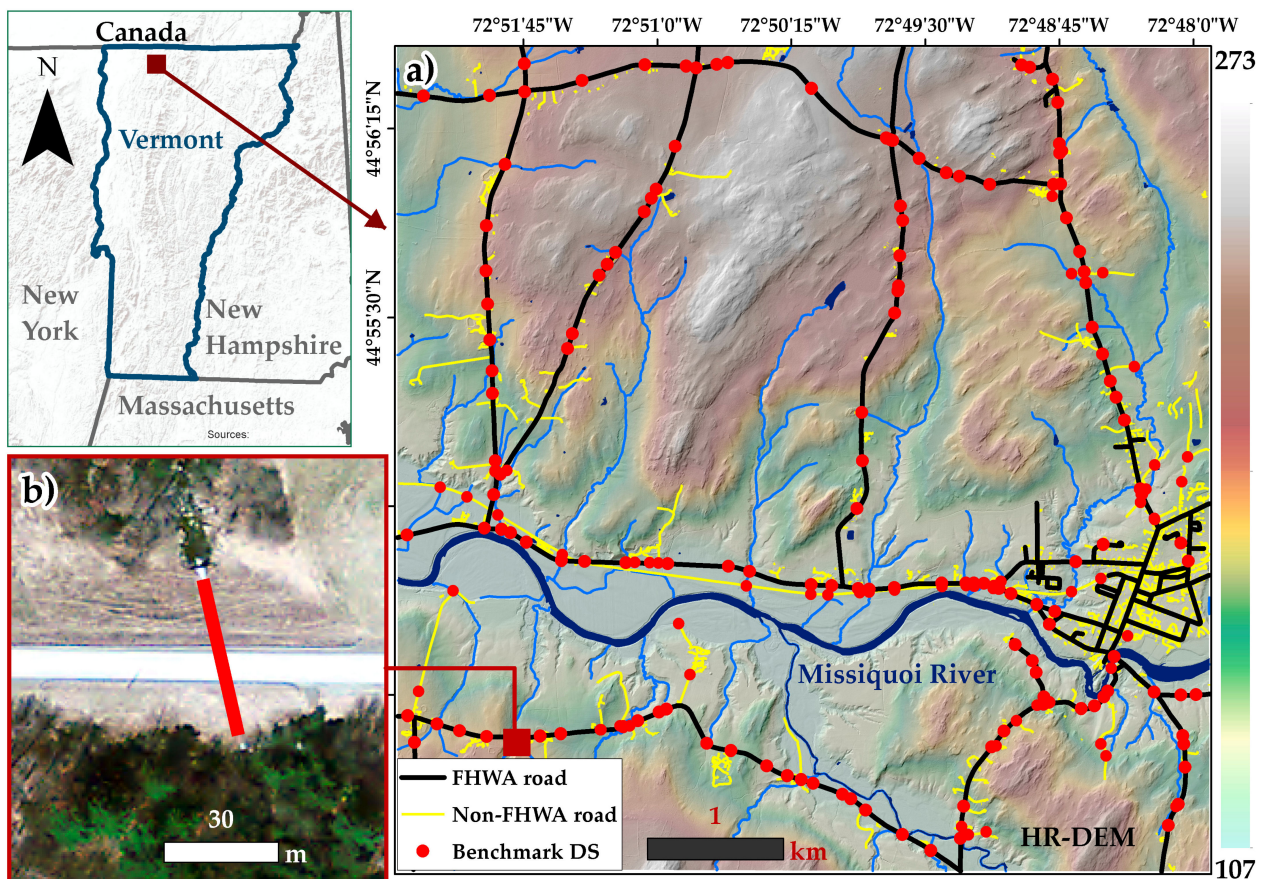 Canada
N
Vermont
New
York
New
Hampshire
Massachusetts
Sources:
a)
72°51'45"W
72°51'0"W
72°50'15"W
72°49'30"W
72°48'45"W
72°48'0"W
44°56'15"N
44°55'30"N
273
107
Missiquoi River
HR-DEM
FHWA road
Non-FHWA road
Benchmark DS
1
km
b)
30
m